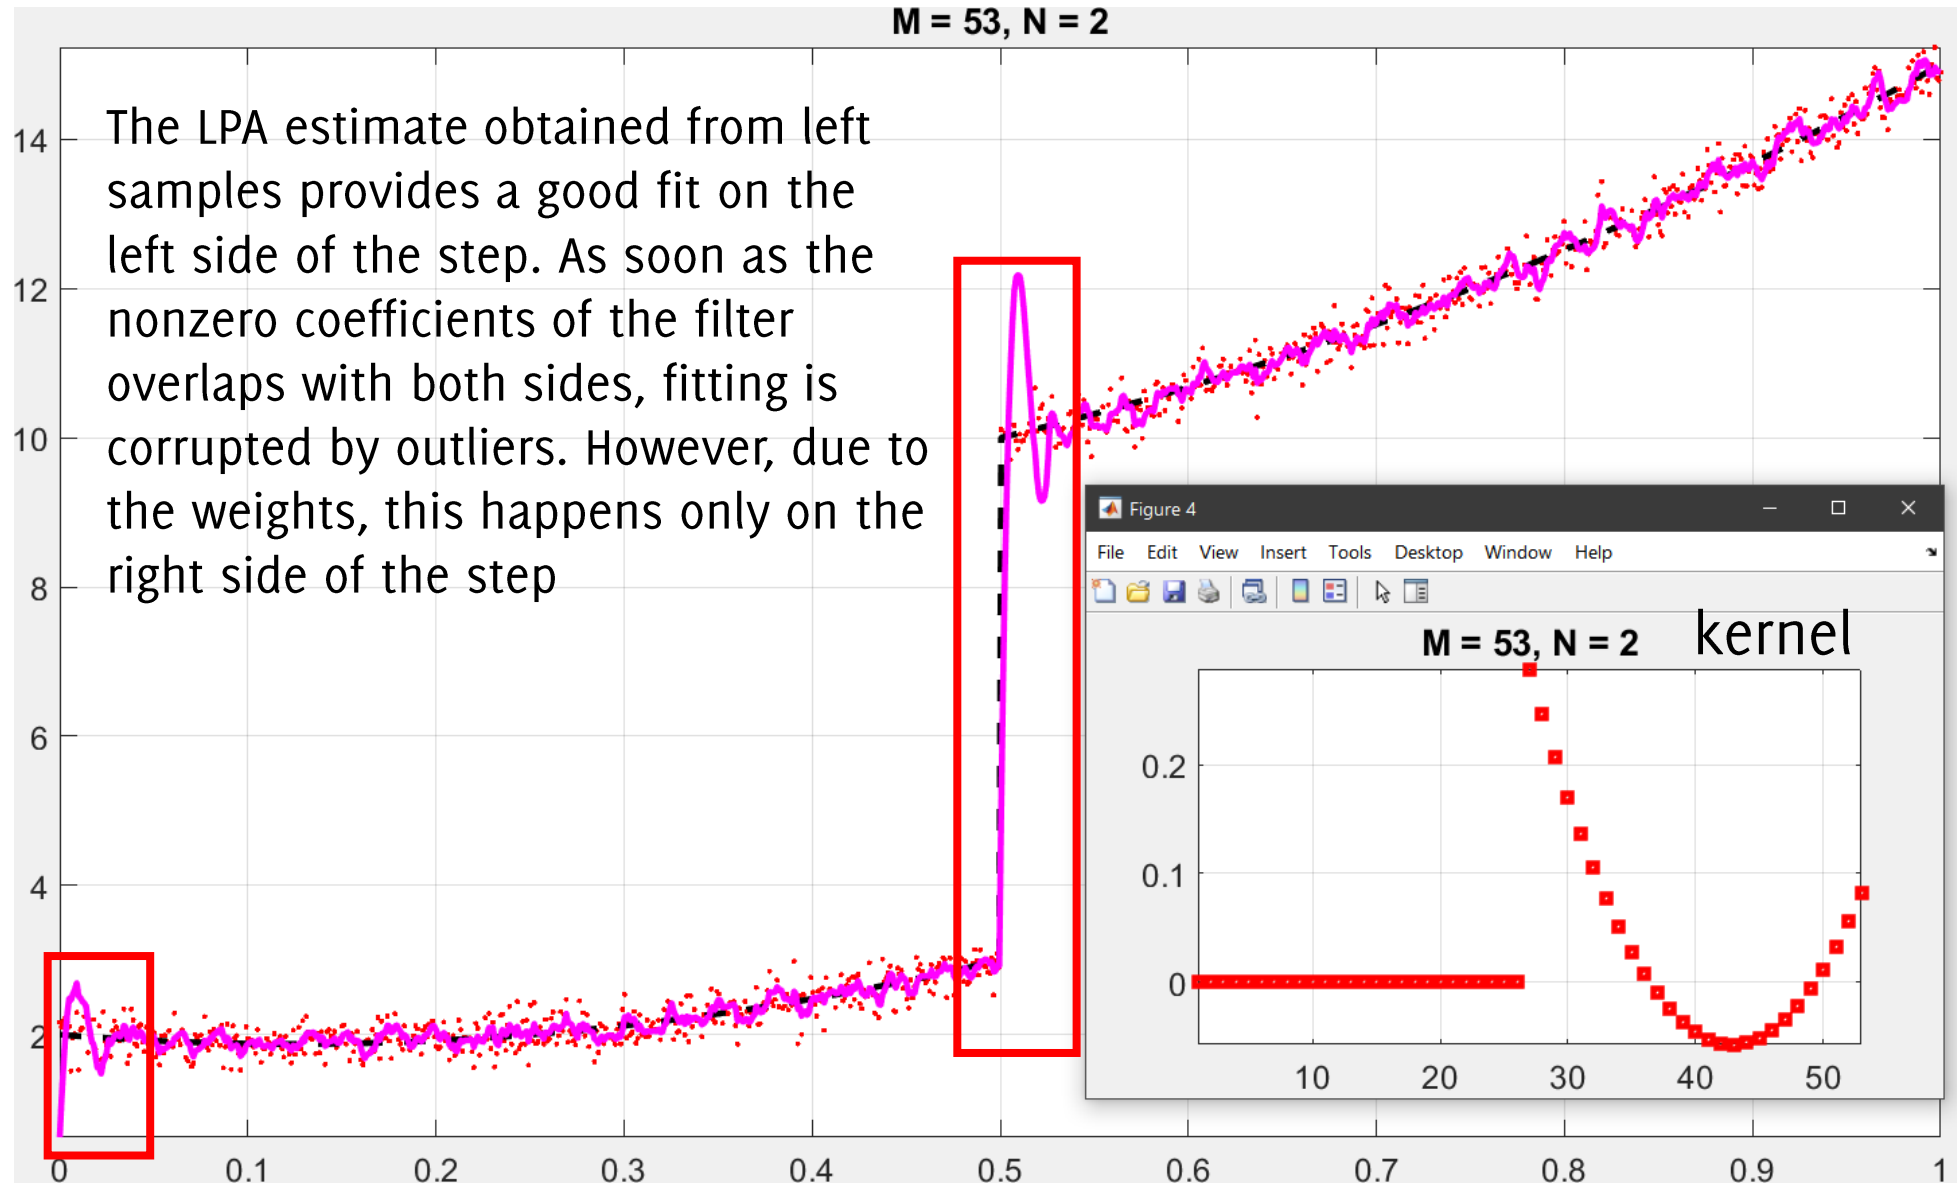 M = 53, N = 2
The LPA estimate obtained from left
samples provides a good fit on the
left side of the step. As soon as the
nonzero coefficients of the filter
overlaps with both sides, fitting is
corrupted by outliers. However, due to
the weights, this happens only on the
right side of the step
14
12
10
8
6
4
2
0 0.1 0.2 0.3 0.4 0.5 0.6 0.7 0.8 0.9 1
Figure 4
File Edit View Insert Tools Desktop Window Help
kernel
M = 53, N = 2
0.2
0.1
0
10 20 30 40 50